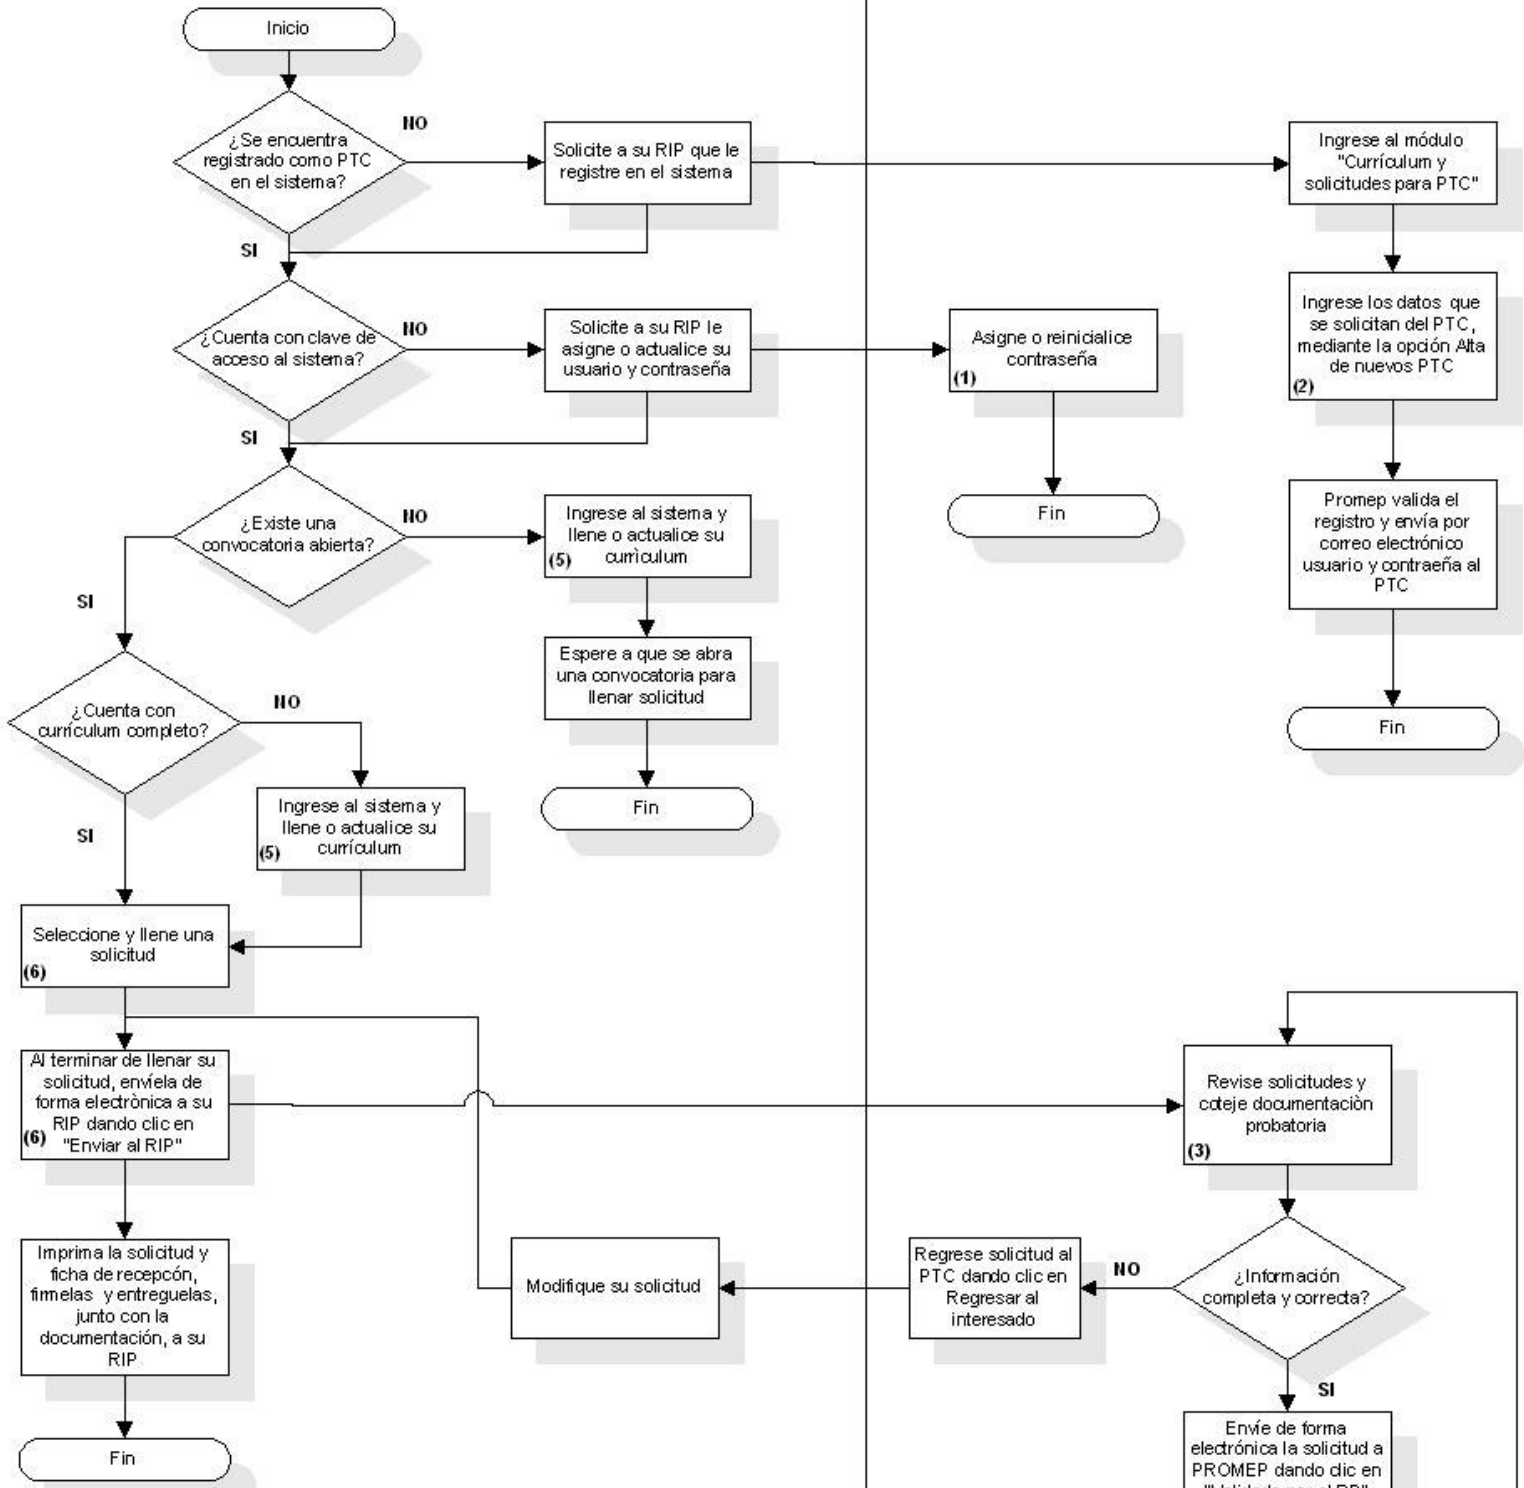 Inicio
¿Se encuentra
registrado como PTC
en el sistema?
NO
SI
Solicite a su RIP que le
registre en el sistema
Ingrese al módulo
"Currículum y
solicitudes para PTC"
¿Cuenta con clave de
acceso al sistema?
NO
SI
Solicite a su RIP le
asigne o actualice su
usuario y contraseña
Asigne o reinicialice
contraseña
(1)
Fin
Ingrese los datos que
se solicitan del PTC,
mediante la opción Alta
de nuevos PTC
(2)
Promep valida el
registro y envía por
correo electrónico
usuario y contraeña al
PTC
Fin
¿Existe una
convocatoria abierta?
NO
SI
Ingrese al sistema y
llene o actualice su
currìculum
(5)
Espere a que se abra
una convocatoria para
llenar solicitud
Fin
¿Cuenta con
currículum completo?
NO
SI
Ingrese al sistema y
llene o actualice su
currículum
(5)
Seleccione y llene una
solicitud
(6)
Al terminar de llenar su
solicitud, envíela de
forma electrònica a su
RIP dando clic en
"Enviar al RIP"
(6)
Imprima la solicitud y
ficha de recepcón,
firmelas y entreguelas,
junto con la
documentación, a su
RIP
Fin
Revise solicitudes y
coteje documentaciòn
probatoria
(3)
¿Información
completa y correcta?
NO
SI
Regrese solicitud al
PTC dando clic en
Regresar al
interesado
Modifique su solicitud
Envíe de forma
electrónica la solicitud a
PROMEP dando clic en